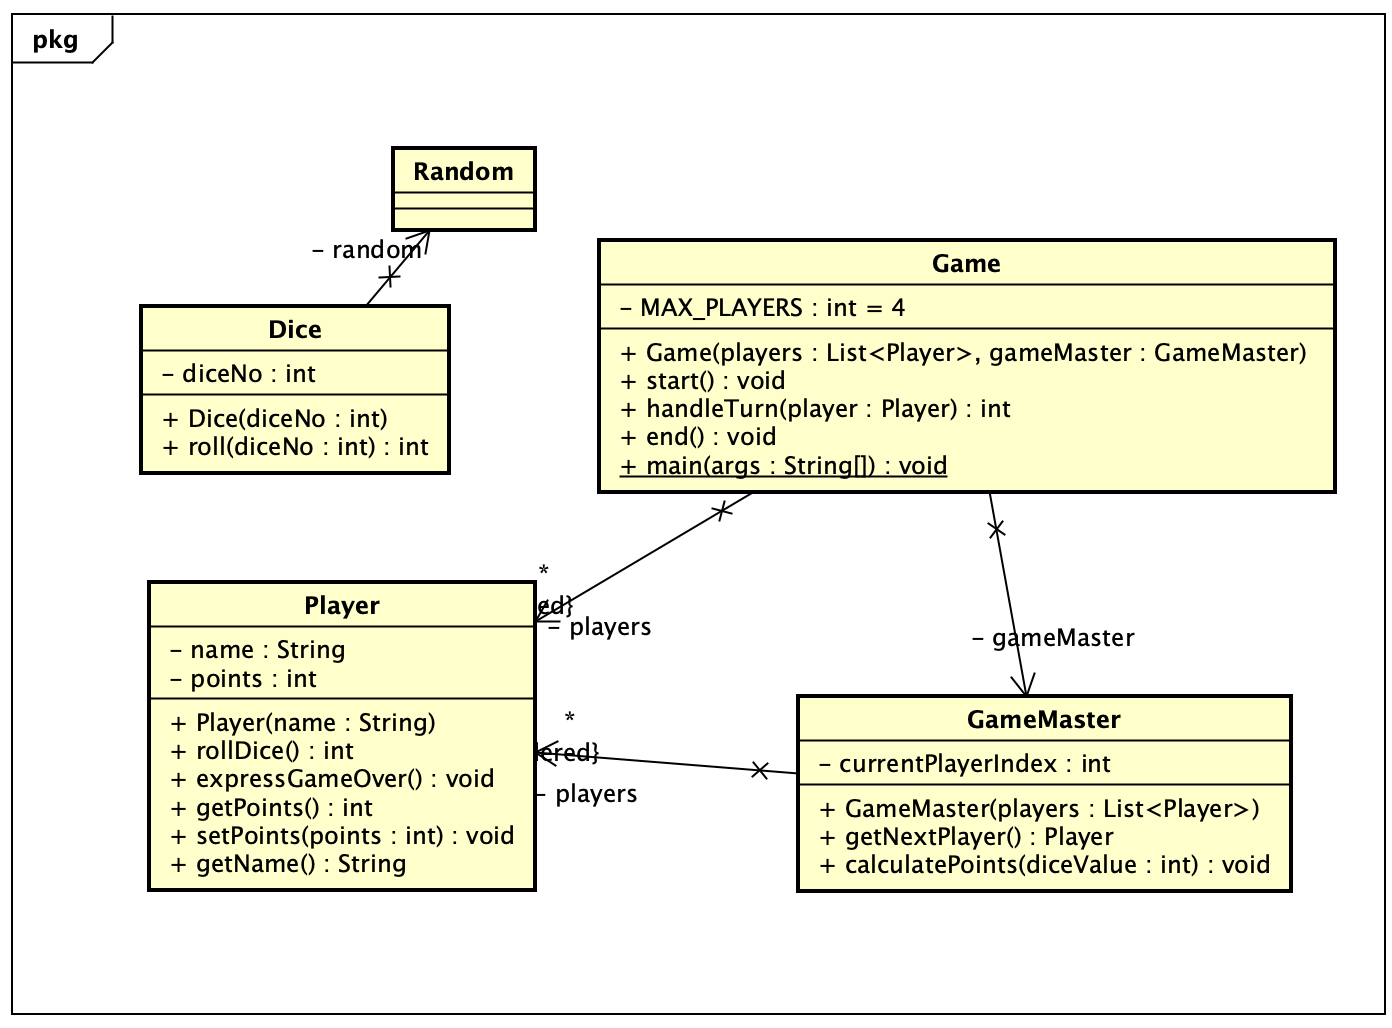 pkg
Random
- random
Dice
- diceNo : int
+ Dice(diceNo : int)
+ roll(diceNo : int) : int
Game
- MAX_PLAYERS : int = 4
+ Game(players : List<Player>, gameMaster : GameMaster)
+ start() : void
+ handleTurn(player : Player) : int
+ end() : void
+ main(args : String[]) : void
*
ed}
- players
- gameMaster
Player
- name : String
- points : int
+ Player(name : String)
+ rollDice() : int
+ expressGameOver() : void
+ getPoints() : int
+ setPoints(points : int) : void
+ getName() : String
*
ered}
- players
GameMaster
- currentPlayerIndex : int
+ GameMaster(players : List<Player>)
+ getNextPlayer() : Player
+ calculatePoints(diceValue : int) : void